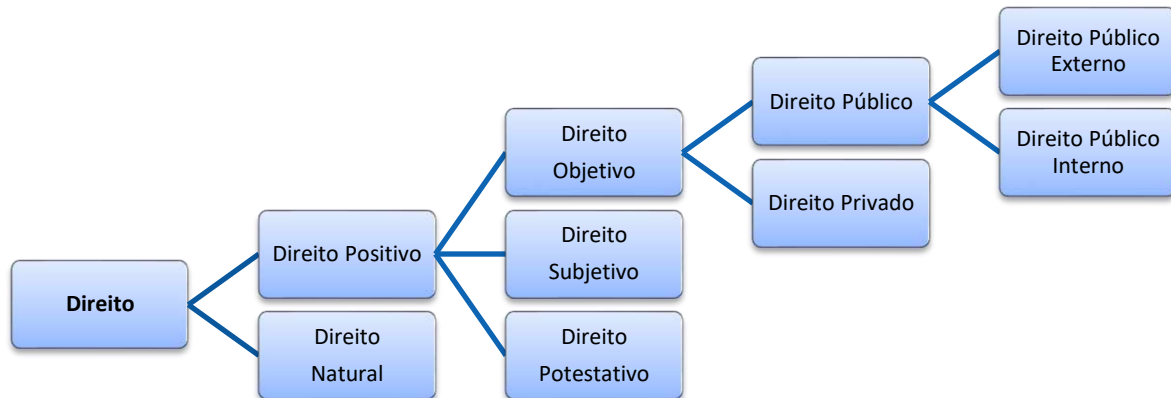 Direito
Direito Positivo
Direito
Natural
Direito
Objetivo
Direito
Subjetivo
Direito
Potestativo
Direito Público
Direito Privado
Direito Público
Externo
Direito Público
Interno